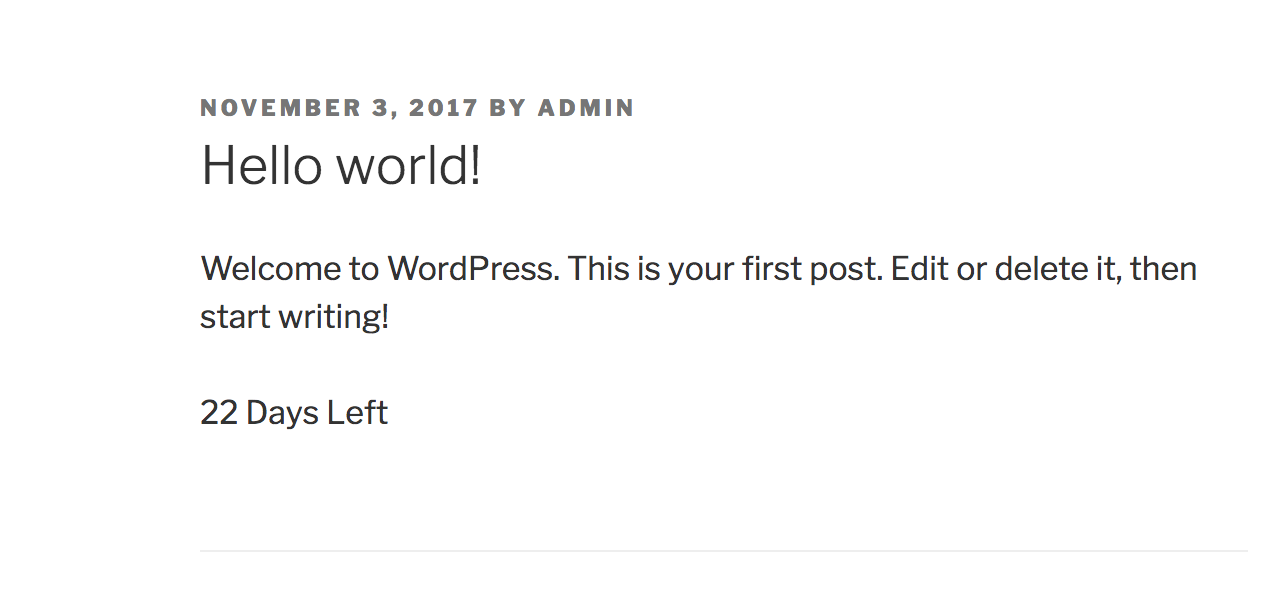 NOVEMBER 3, 2017 BY ADMIN
Hello world!
Welcome to WordPress. This is your first post. Edit or delete it, then
start writing!
22 Days Left